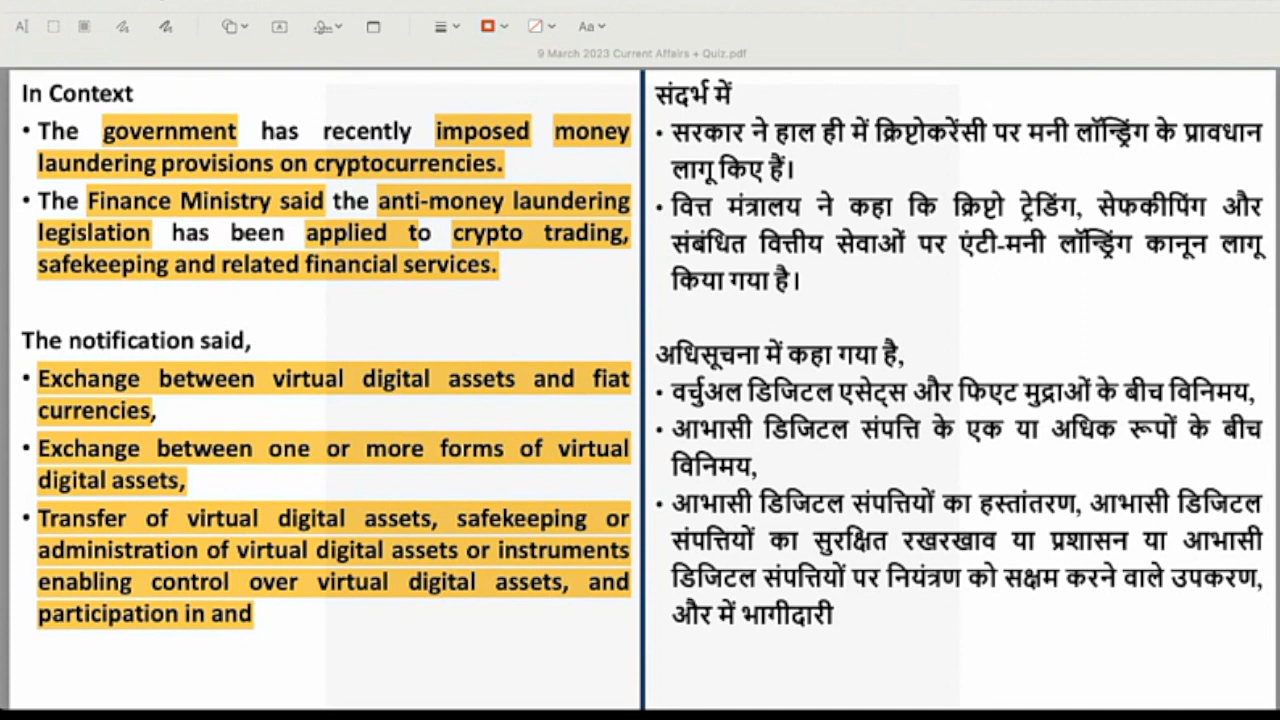 9 March 2023 Current Affairs + Quiz.pdf
In Context
• The government has recently imposed money
laundering provisions on cryptocurrencies.
• The Finance Ministry said the anti-money laundering
legislation has been applied to crypto trading,
safekeeping and related financial services.
The notification said,
• Exchange between virtual digital assets and fiat
currencies,
• Exchange between one or more forms of virtual
digital assets,
• Transfer of virtual digital assets, safekeeping or
administration of virtual digital assets or instruments
enabling control over virtual digital assets, and
participation in and
संदर्भ में
• सरकार ने हाल ही में क्रिप्टोकरेंसी पर मनी लॉन्ड्रिंग के प्रावधान
लागू किए हैं।
• वित्त मंत्रालय ने कहा कि क्रिप्टो ट्रेडिंग, सेफकीपिंग और
संबंधित वित्तीय सेवाओं पर एंटी-मनी लॉन्ड्रिंग कानून लागू
किया गया है।
अधिसूचना में कहा गया है,
• वर्चुअल डिजिटल एसेट्स और फिएट मुद्राओं के बीच विनिमय,
• आभासी डिजिटल संपत्ति के एक या अधिक रूपों के बीच
विनिमय,
• आभासी डिजिटल संपत्तियों का हस्तांतरण, आभासी डिजिटल
संपत्तियों का सुरक्षित रखरखाव या प्रशासन या आभासी
डिजिटल संपत्तियों पर नियंत्रण को सक्षम करने वाले उपकरण,
और में भागीदारी